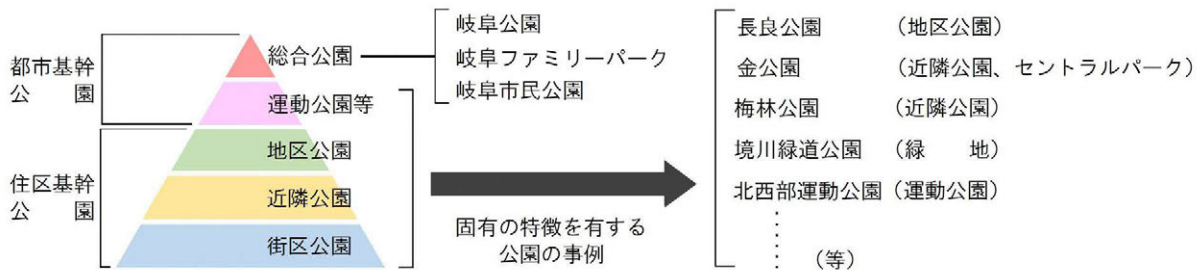 都市基幹
公　　園
住区基幹
公　　園
総合公園
運動公園等
地区公園
近隣公園
街区公園
岐阜公園
岐阜ファミリーパーク
岐阜市民公園
固有の特徴を有する
公園の事例
長良公園　（地区公園）
金公園　（近隣公園、セントラルパーク）
梅林公園　（近隣公園）
境川緑道公園　（緑　　地）
北西部運動公園（運動公園）
（等）